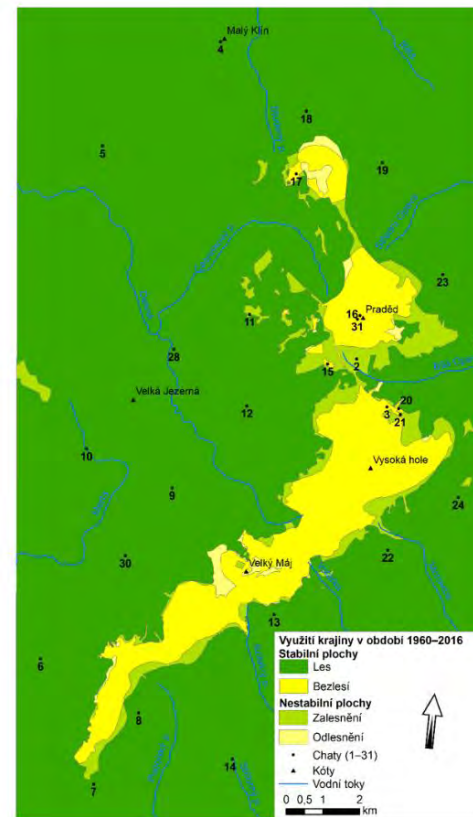 Malý Klín
4
18
5
19
17
23
16
Praděd
31
11
2
28
15
Velká Jezerná
20
3
12
21
Vysoká hole
10
9
24
22
30
Velký Máj
13
6
8
14
7
Využití krajiny v období 1960–2016
Stabilní plochy
Les
Bezlesí
Nestabilní plochy
Zalesnění
Odlesnění
Chaty (1–31)
Kóty
Vodní toky
0 0,5 1 2
km